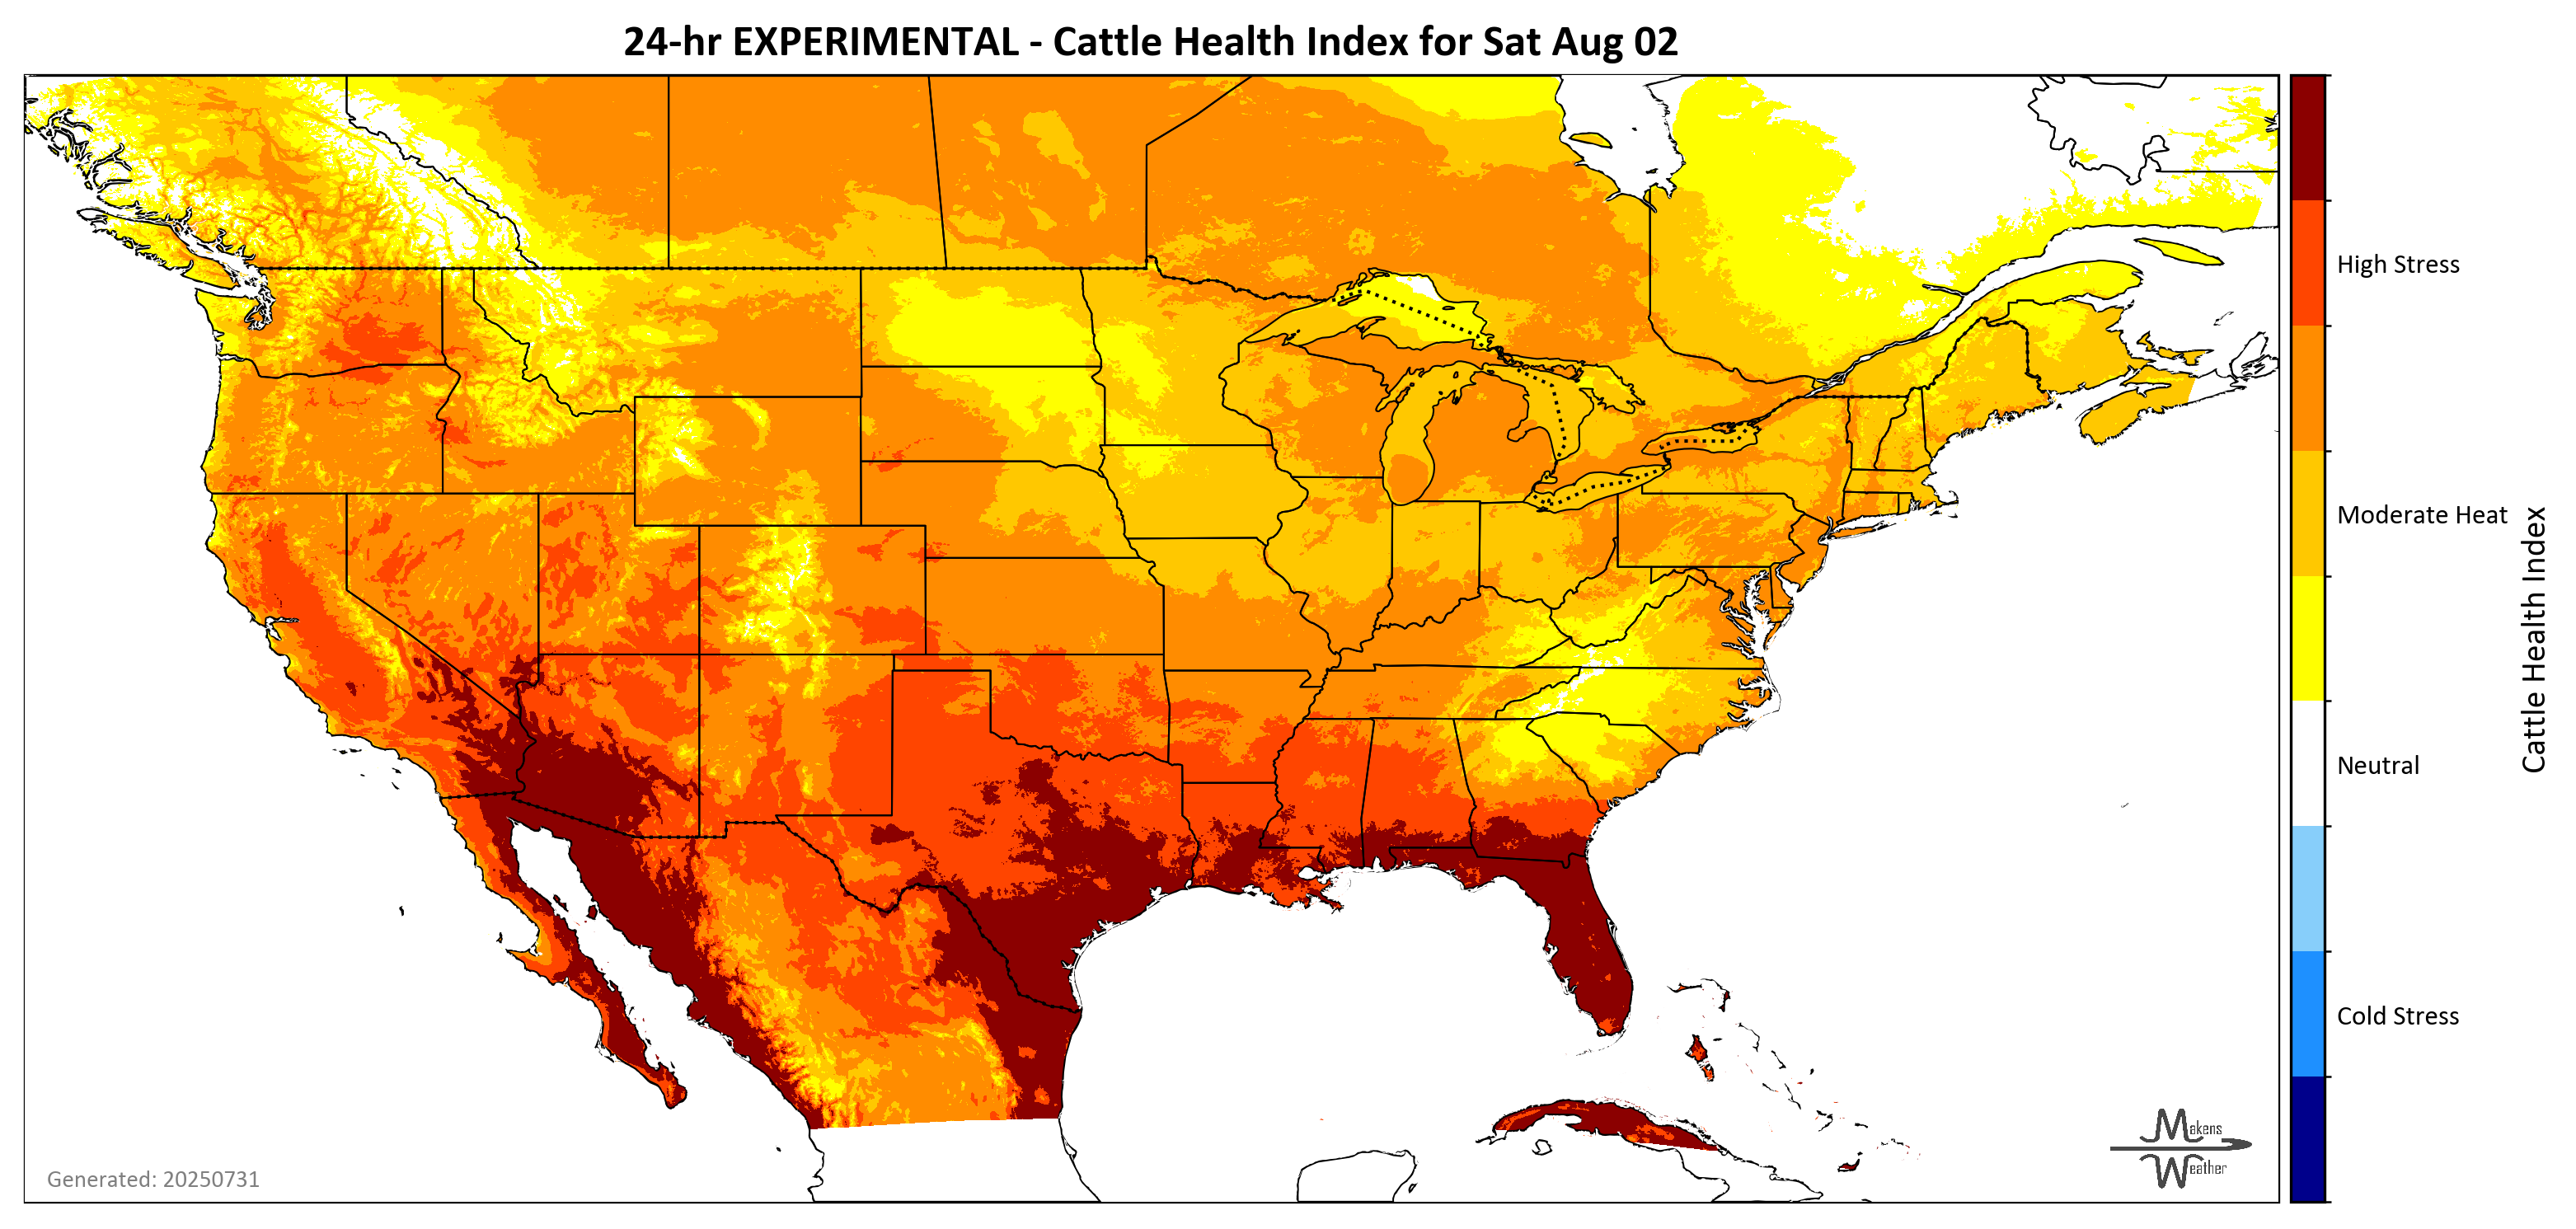 24-hr EXPERIMENTAL - Cattle Health Index for Sat Aug 02
High Stress
Moderate Heat
Neutral
Cold Stress
Cattle Health Index
Makens
Weather
Generated: 20250731